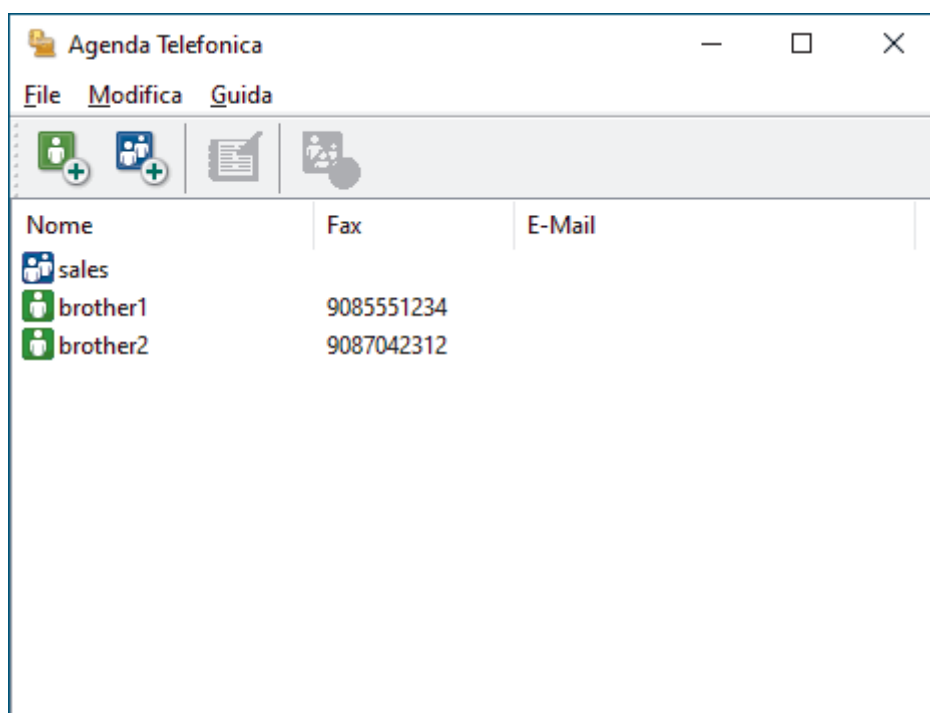 Agenda Telefonica
File Modifica Guida
Nome Fax E-Mail
sales
brother1 9085551234
brother2 9087042312